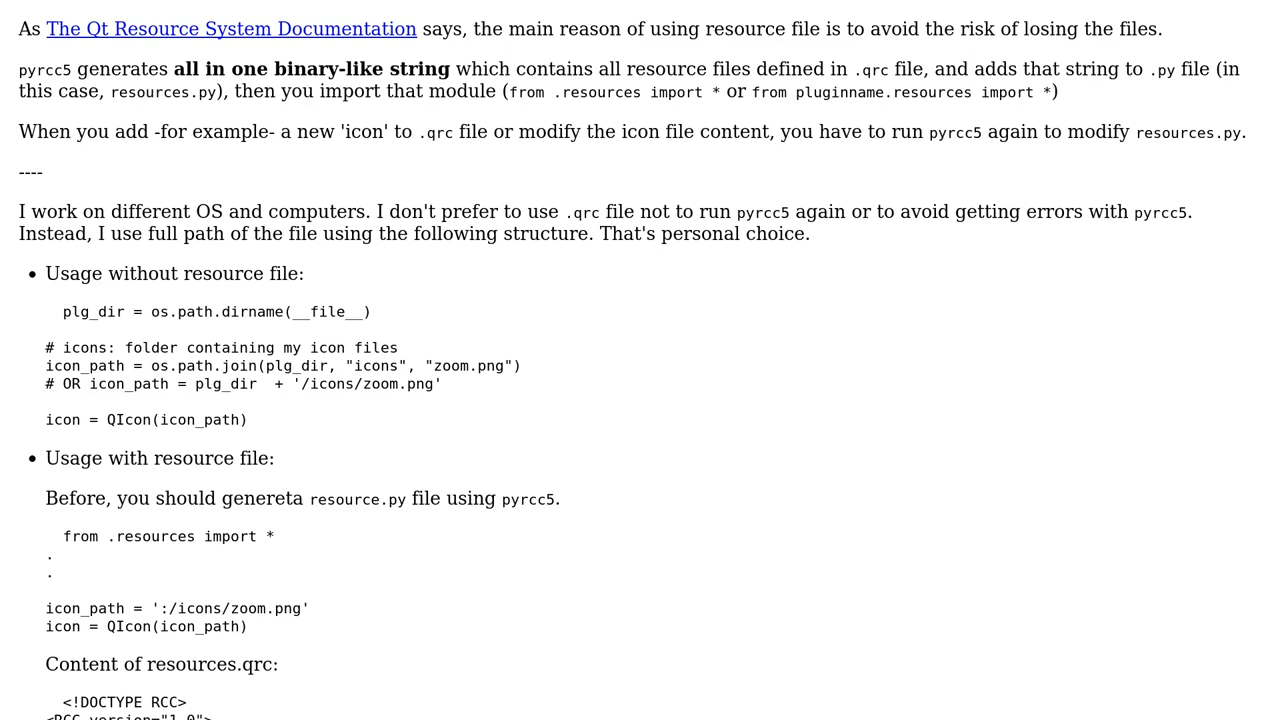 As The Qt Resource System Documentation says, the main reason of using resource file is to avoid the risk of losing the files.
pyrcc5 generates all in one binary-like string which contains all resource files defined in .qrc file, and adds that string to .py file (in
this case, resources.py), then you import that module (from .resources import * or from pluginname.resources import *)
When you add -for example- a new 'icon' to .qrc file or modify the icon file content, you have to run pyrcc5 again to modify resources.py.
----
I work on different OS and computers. I don't prefer to use .qrc file not to run pyrcc5 again or to avoid getting errors with pyrcc5.
Instead, I use full path of the file using the following structure. That's personal choice.
• Usage without resource file:
plg_dir = os.path.dirname(__file__)
# icons: folder containing my icon files
icon_path = os.path.join(plg_dir, "icons", "zoom.png")
# OR icon_path = plg_dir  + '/icons/zoom.png'
icon = QIcon(icon_path)
• Usage with resource file:
Before, you should genereta resource.py file using pyrcc5.
from .resources import *
.
.
icon_path = ':/icons/zoom.png'
icon = QIcon(icon_path)
Content of resources.qrc:
<!DOCTYPE RCC>
<RCC version="1.0">